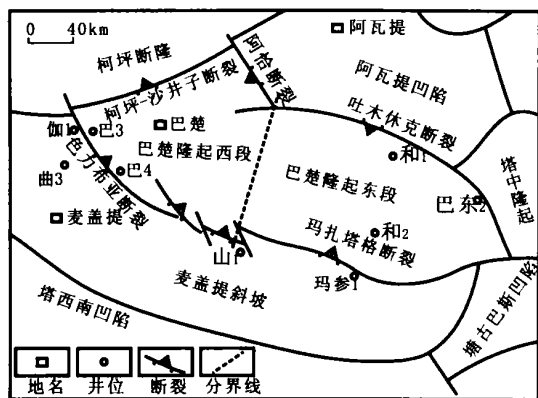 0 40km
阿瓦提
柯坪断隆
阿恰断裂
阿瓦提凹陷
柯坪-沙井子断裂
吐木休克断裂
伽1
巴3
巴楚
巴楚隆起西段
和1
塔中隆起
色力布亚断裂
曲3
巴4
巴楚隆起东段
巴东2
麦盖提
和2
玛扎塔格断裂
山1
麦盖提斜坡
玛参1
塔西南凹陷
塘古巴斯凹陷
地名 井位 断裂 分界线